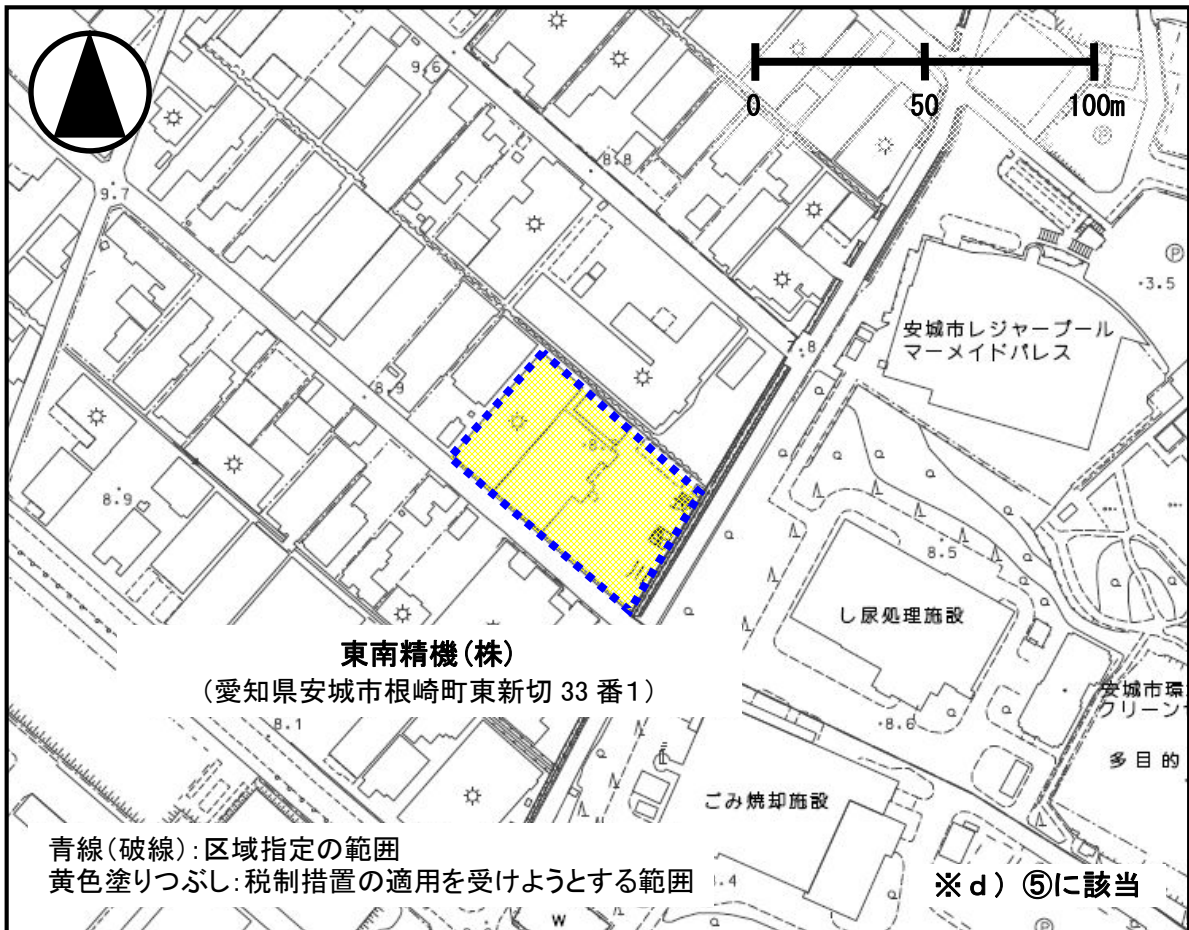 0 50 100m
9.6
8.8
9.7
P
P
・3.5
安城市レジャープール
マーメイドパレス
7.8
8.9
8.9
8.5
し尿処理施設
東南精機(株)
(愛知県安城市根崎町東新切 33 番1)
8.1
・8.6
安城市環
クリーン
多目的
ごみ焼却施設
青線(破線):区域指定の範囲
黄色塗りつぶし:税制措置の適用を受けようとする範囲
※d) ⑤に該当
W
P